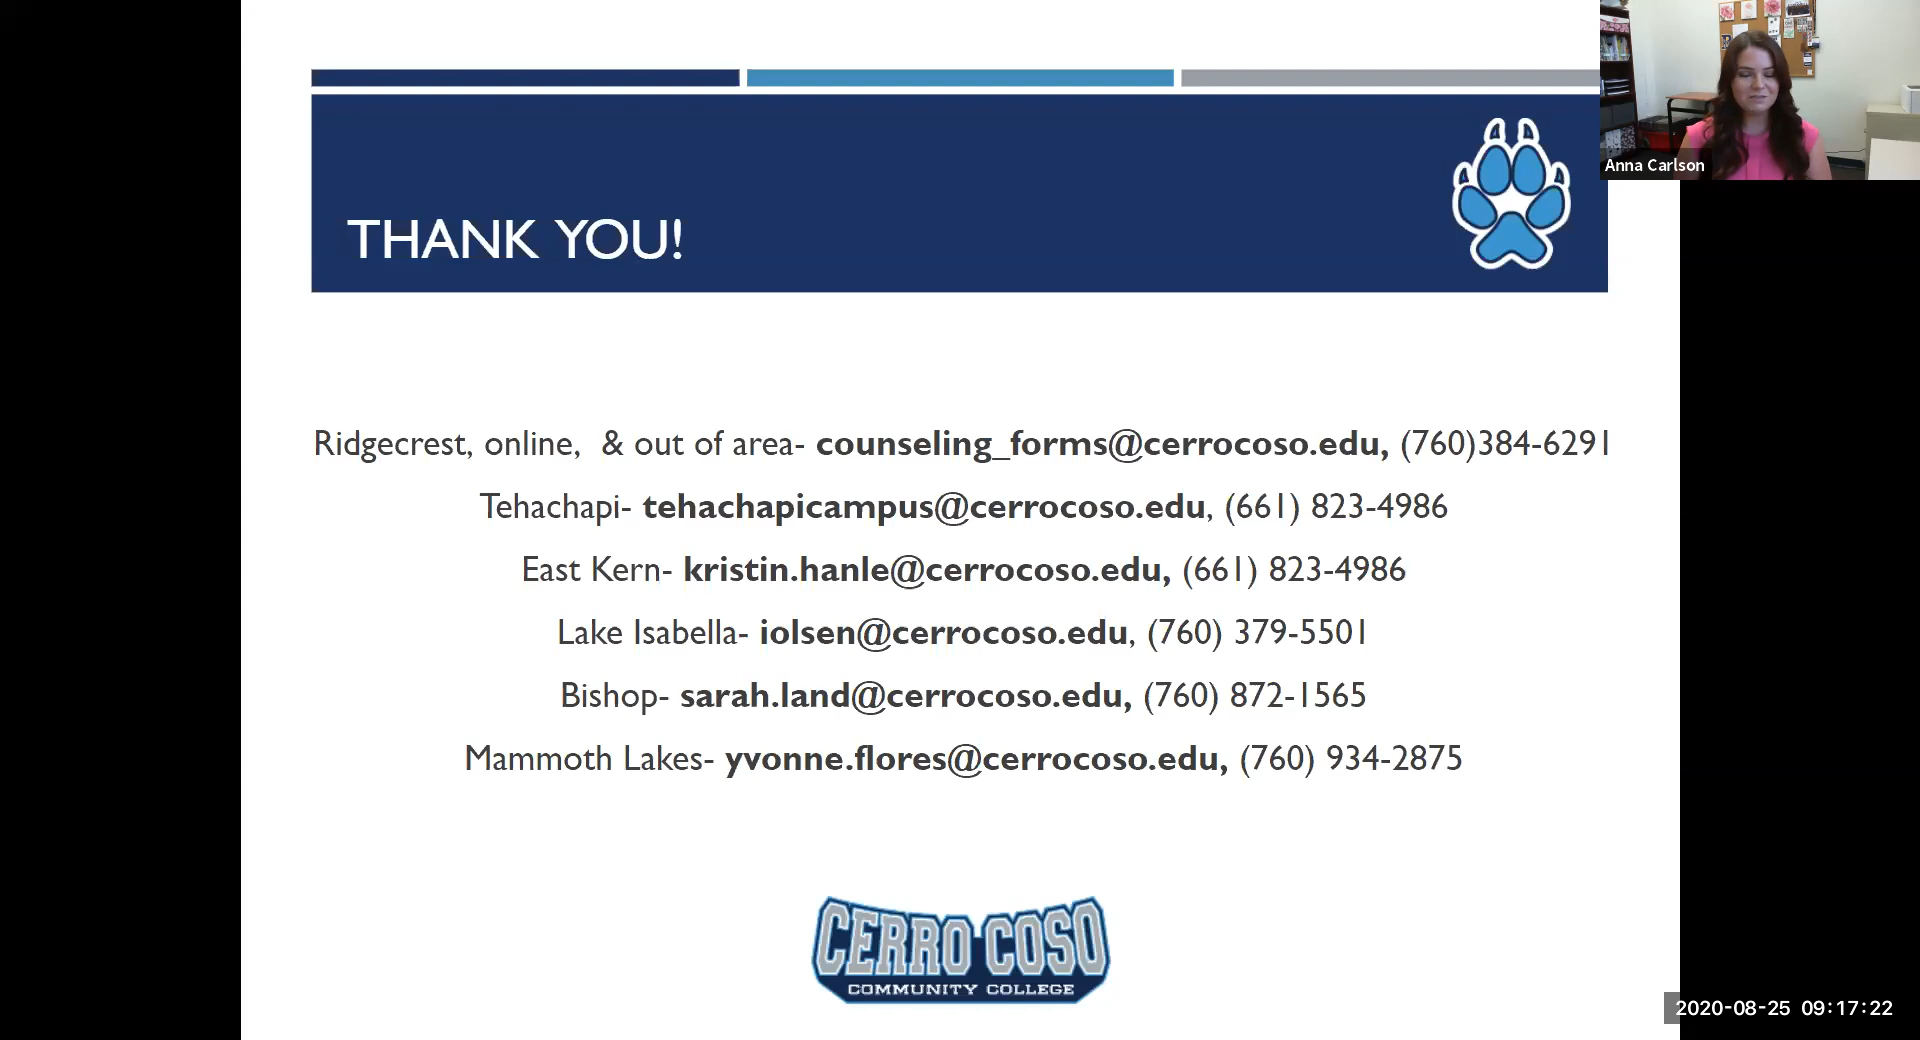 THANK YOU!
Anna Carlson
Ridgecrest, online, & out of area- counseling_forms@cerrocoso.edu, (760)384-6291
Tehachapi- tehachapicampus@cerrocoso.edu, (661) 823-4986
East Kern- kristin.hanle@cerrocoso.edu, (661) 823-4986
Lake Isabella- iolsen@cerrocoso.edu, (760) 379-5501
Bishop- sarah.land@cerrocoso.edu, (760) 872-1565
Mammoth Lakes- yvonne.flores@cerrocoso.edu, (760) 934-2875
CERRO COSO
COMMUNITY COLLEGE
2020-08-25 09:17:22